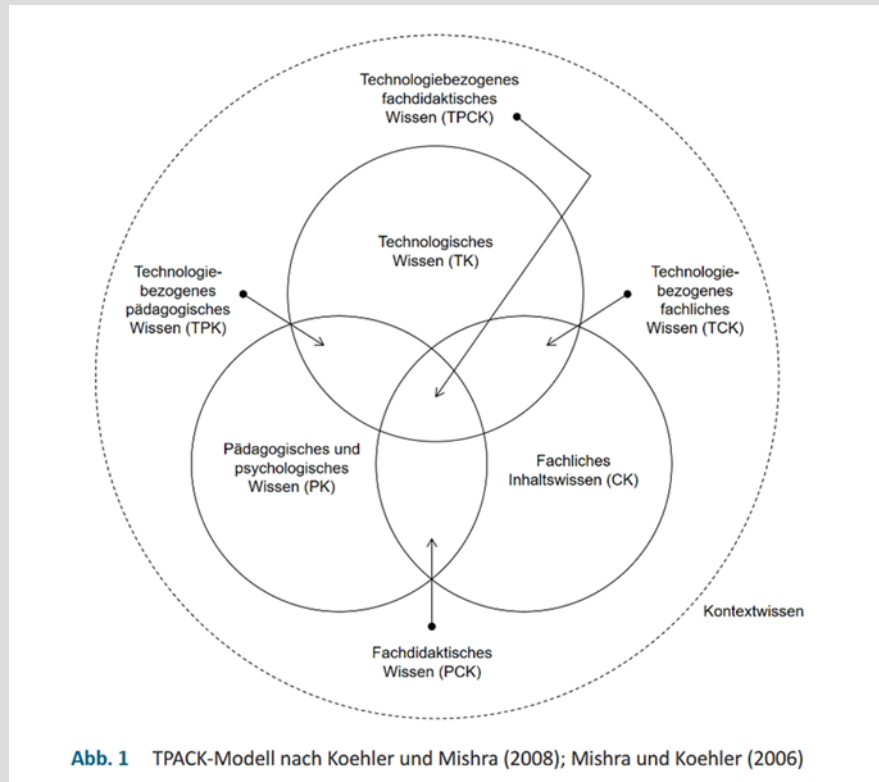 Technologiebezogenes
fachdidaktisches
Wissen (TPCK)
Technologisches
Wissen (TK)
Technologie-
bezogenes
pädagogisches
Wissen (TPK)
Technologie-
bezogenes
fachliches
Wissen (TCK)
Pädagogisches und
psychologisches
Wissen (PK)
Fachliches
Inhaltswissen (CK)
Kontextwissen
Fachdidaktisches
Wissen (PCK)
Abb. 1 TPACK-Modell nach Koehler und Mishra (2008); Mishra und Koehler (2006)